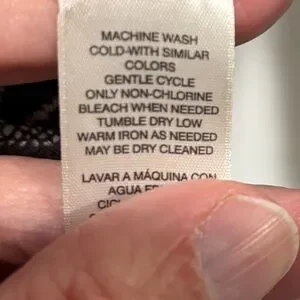 MACHINE WASH
COLD-WITH SIMILAR
COLORS
GENTLE CYCLE
ONLY NON-CHLORINE
BLEACH WHEN NEEDED
TUMBLE DRY LOW
WARM IRON AS NEEDED
MAY BE DRY CLEANED
LAVAR A MÁQUINA CON
AGUA